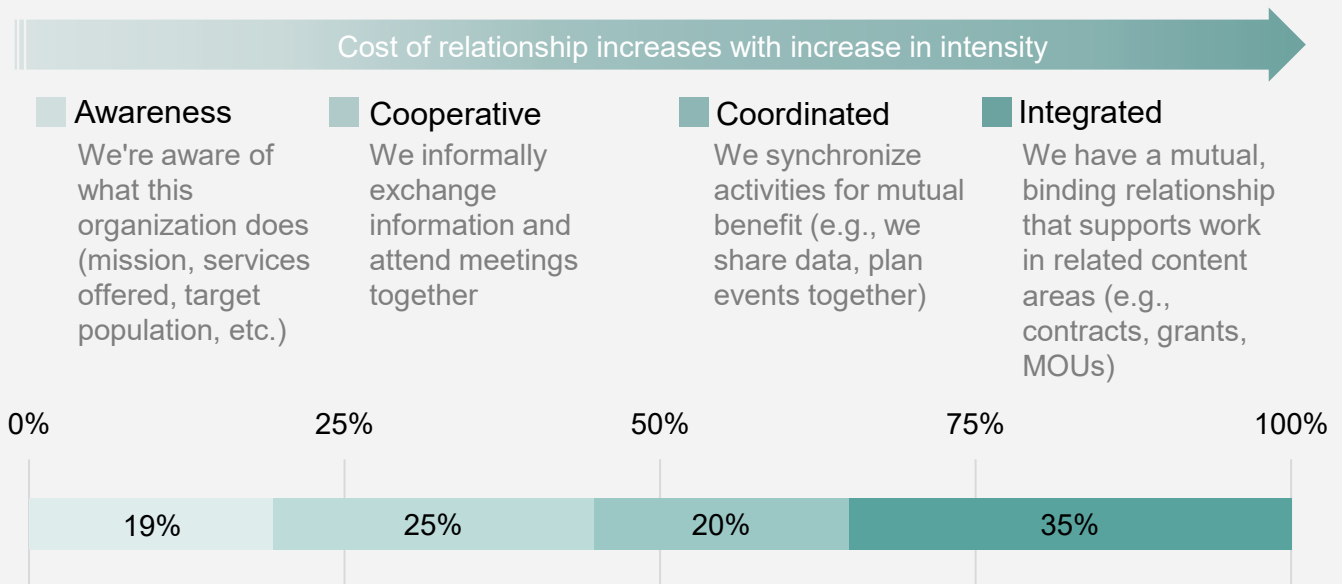 Cost of relationship increases with increase in intensity
Awareness
We're aware of
what this
organization does
(mission, services
offered, target
population, etc.)
Cooperative
We informally
exchange
information and
attend meetings
together
Coordinated
We synchronize
activities for mutual
benefit (e.g., we
share data, plan
events together)
Integrated
We have a mutual,
binding relationship
that supports work
in related content
areas (e.g.,
contracts, grants,
MOUs)
0% 25% 50% 75% 100%
19% 25% 20% 35%